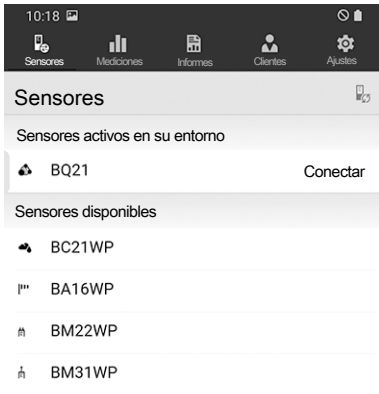 10:18
Sensores Mediciones Informes Clientes Ajustes
Sensores
Sensores activos en su entorno
BQ21 Conectar
Sensores disponibles
BC21WP
BA16WP
BM22WP
BM31WP